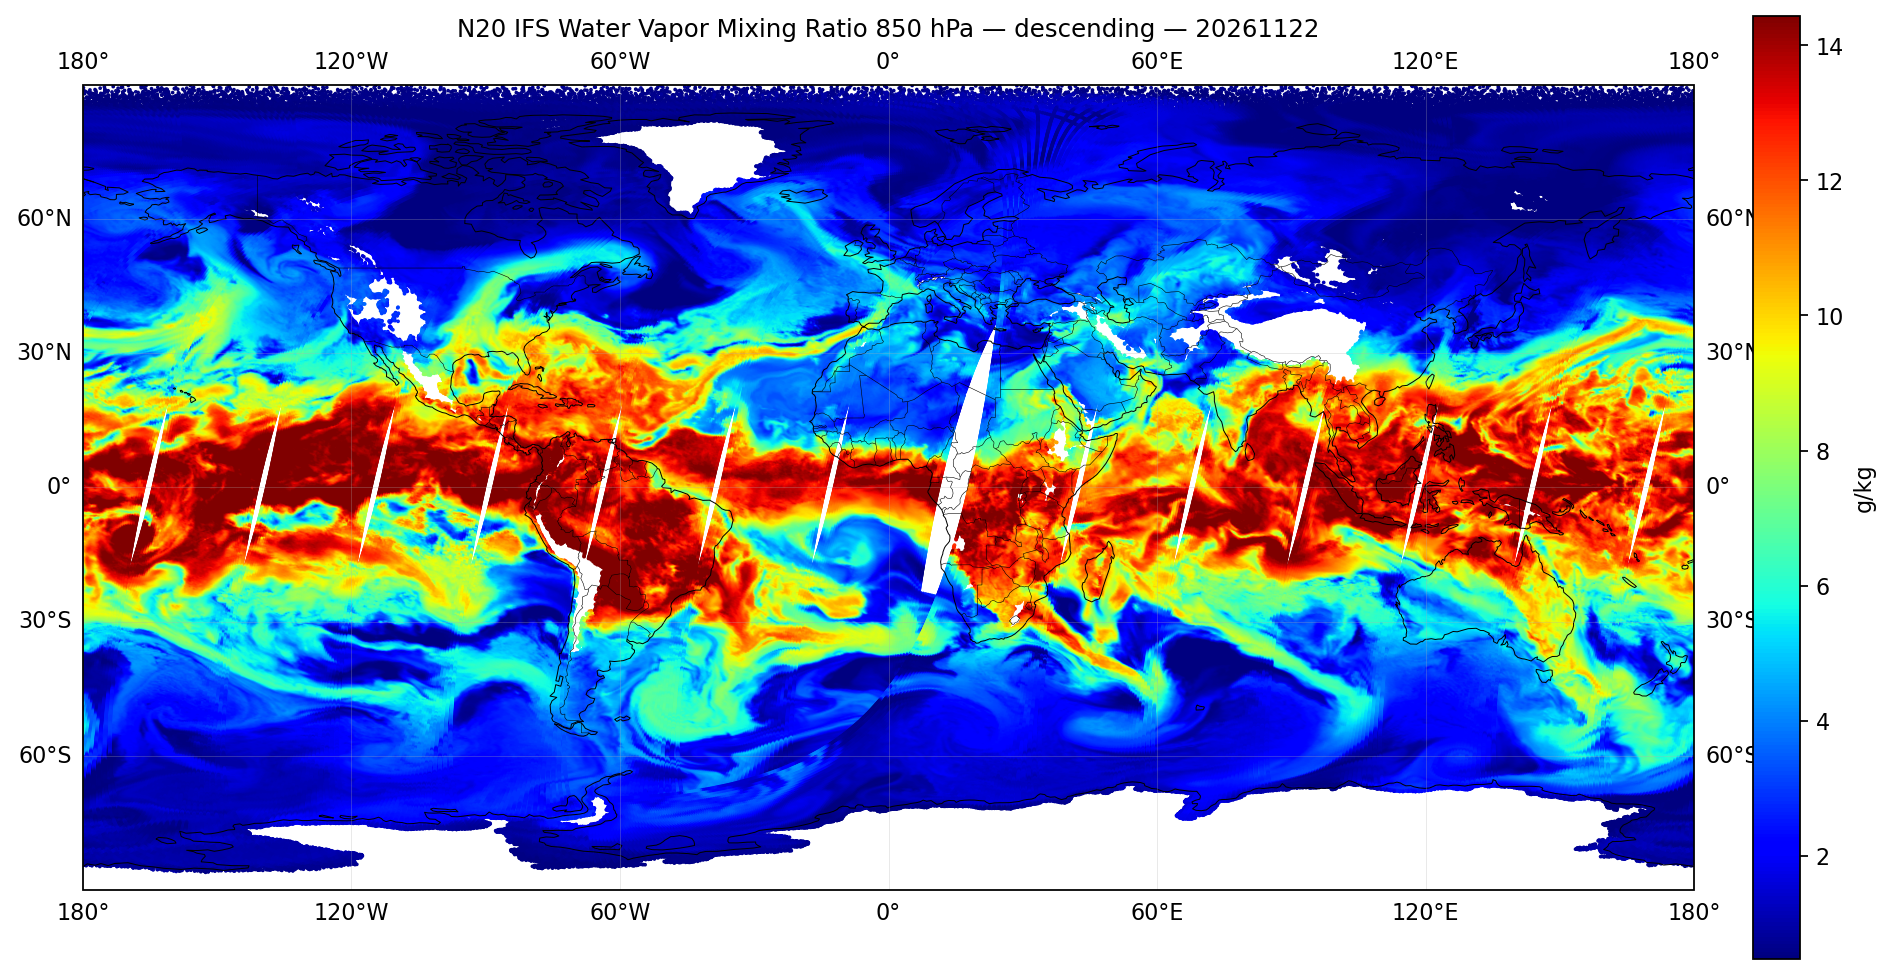 N20 IFS Water Vapor Mixing Ratio 850 hPa — descending — 20261122
180° 120°W 60°W 0° 60°E 120°E 180°
14
12
60°N 60°N
10
30°N 30°N
8
0° 0°
g/kg
6
30°S 30°S
4
60°S 60°S
2
180° 120°W 60°W 0° 60°E 120°E 180°